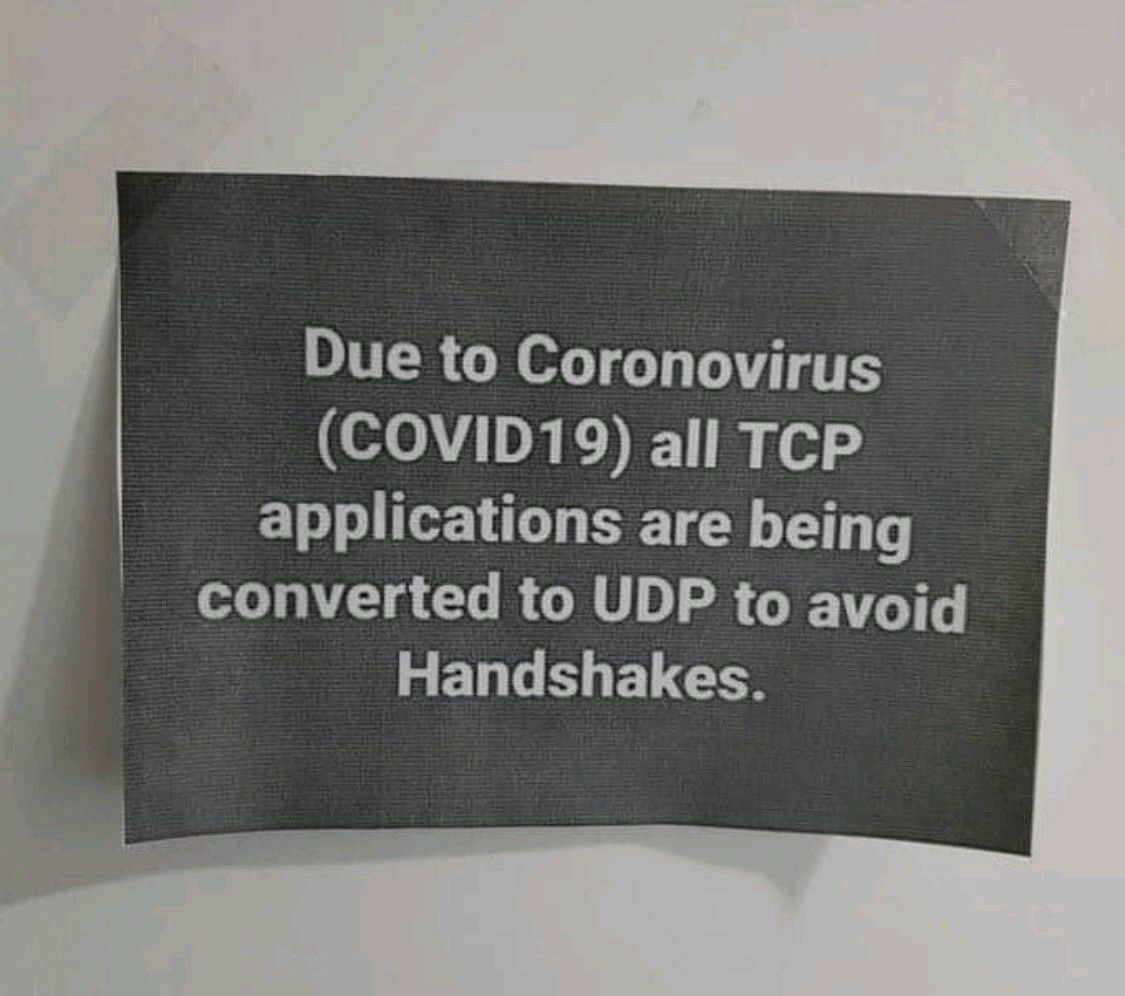 Due to Coronovirus
(COVID19) all TCP
applications are being
converted to UDP to avoid
Handshakes.